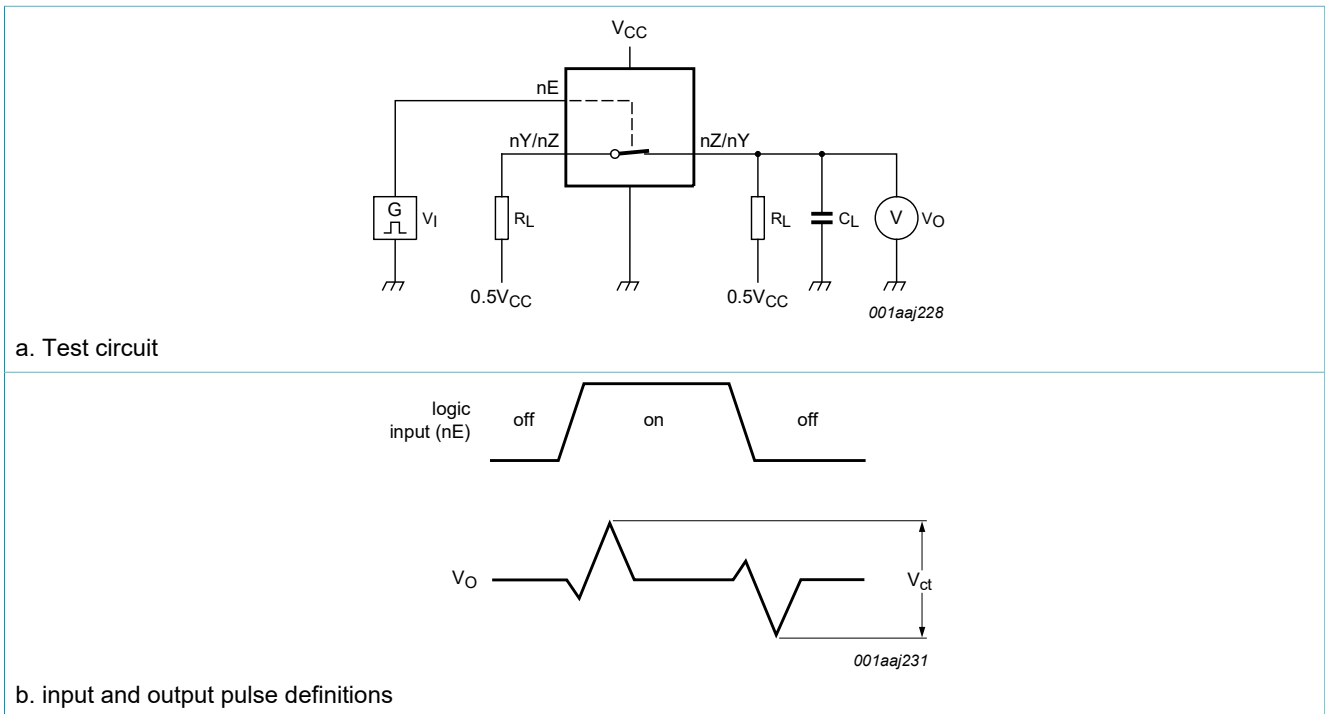 VCC
nE
nY/nZ
nZ/nY
G
VI
RL
RL
CL
V
VO
0.5VCC
0.5VCC
001aaj228
a. Test circuit
logic
input (nE)
off
on
off
VO
Vct
001aaj231
b. input and output pulse definitions